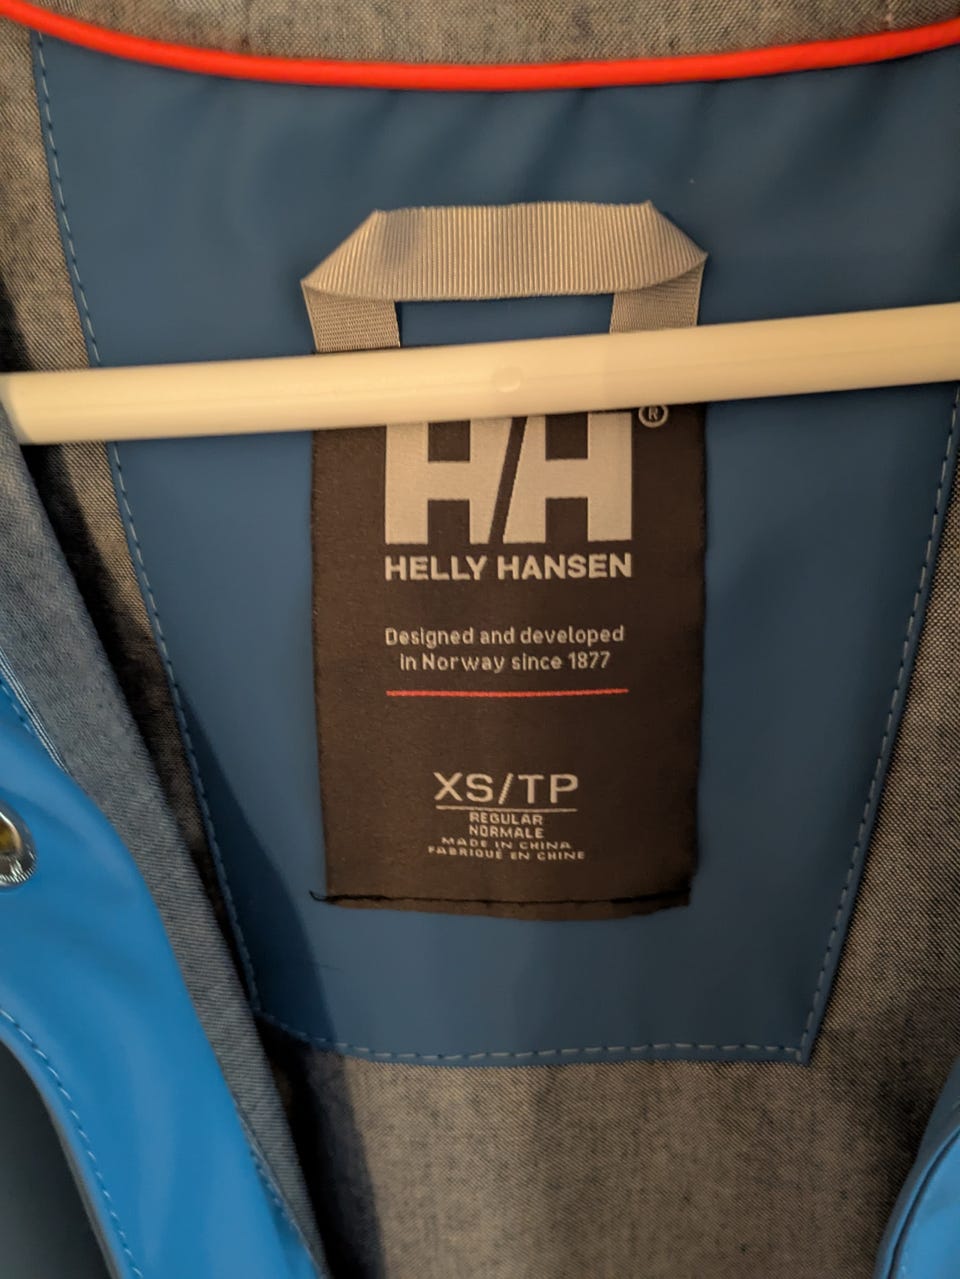 HH®
HELLY HANSEN
Designed and developed
in Norway since 1877
XS/TP
REGULAR
NORMALE
MADE IN CHINA
FABRIQUÉ EN CHINE